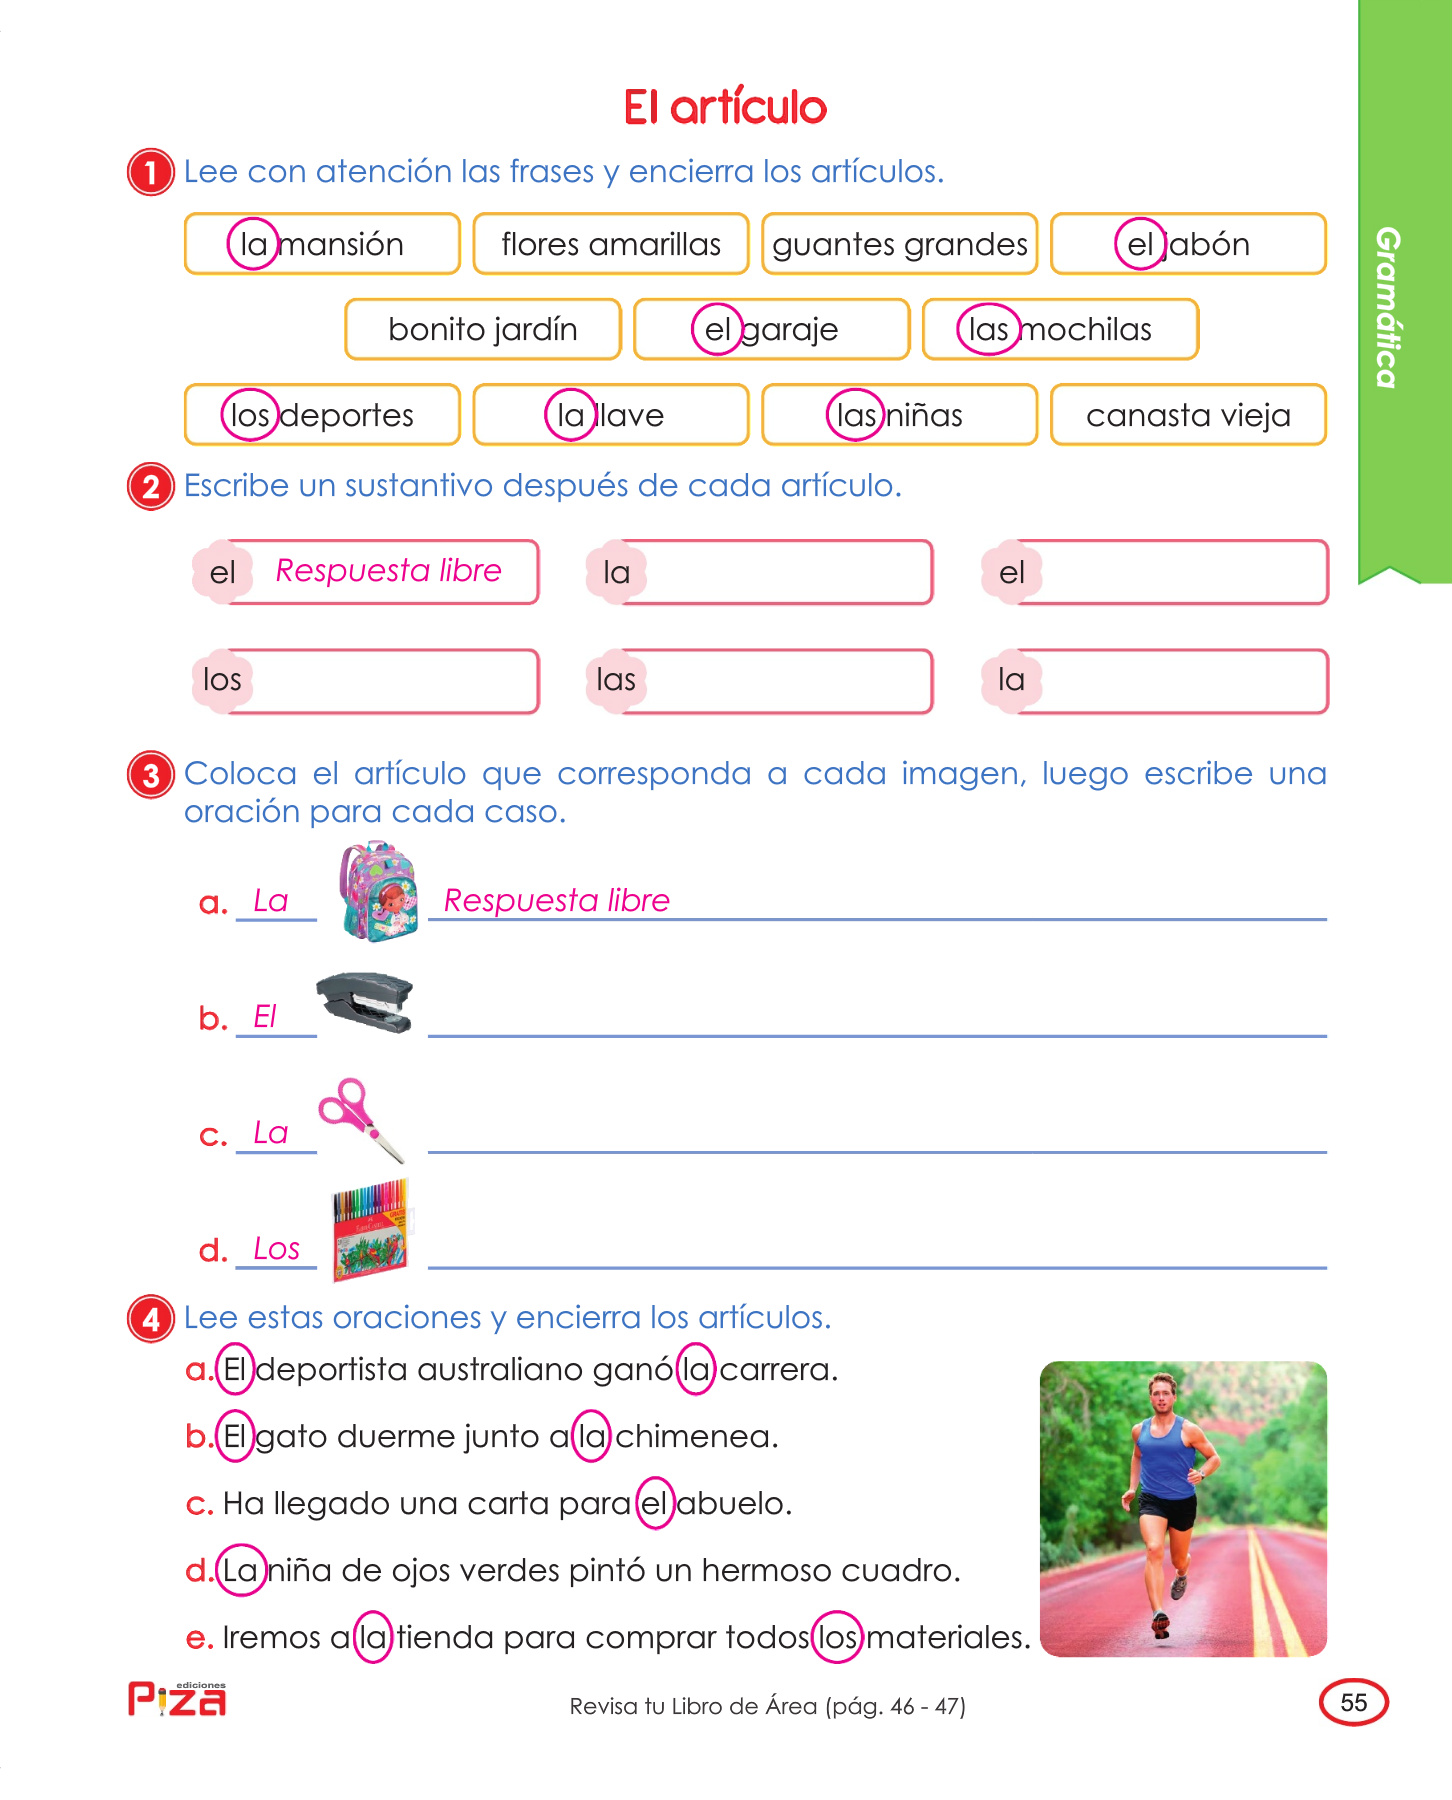 El artículo
1 Lee con atención las frases y encierra los artículos.
la mansión flores amarillas guantes grandes el jabón
bonito jardín el garaje las mochilas
los deportes la llave las niñas canasta vieja
Gramática
2 Escribe un sustantivo después de cada artículo.
el Respuesta libre la el
los las la
3 Coloca el artículo que corresponda a cada imagen, luego escribe una
oración para cada caso.
a. La Respuesta libre
b. El
c. La
d. Los
4 Lee estas oraciones y encierra los artículos.
a. El deportista australiano ganó la carrera.
b. El gato duerme junto a la chimenea.
c. Ha llegado una carta para el abuelo.
d. La niña de ojos verdes pintó un hermoso cuadro.
e. Iremos a la tienda para comprar todos los materiales.
ediciones
Piza
Revisa tu Libro de Área (pág. 46 - 47)
55